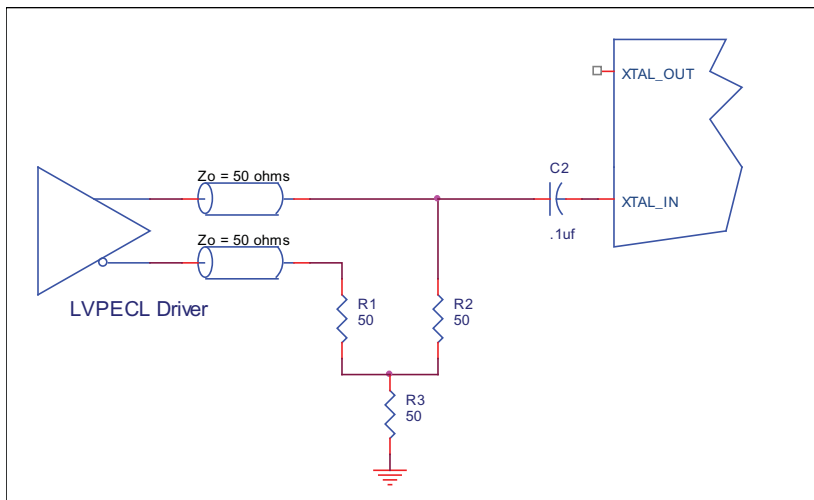 XTAL_OUT
C2
Zo = 50 ohms
XTAL_IN
.1uf
Zo = 50 ohms
LVPECL Driver
R1
50
R2
50
R3
50